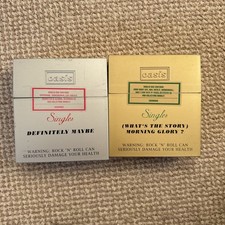 oasis
Singles
DEFINITELY MAYBE
WARNING: ROCK 'N' ROLL CAN
SERIOUSLY DAMAGE YOUR HEALTH
oasis
Singles
(WHAT'S THE STORY)
MORNING GLORY ?
WARNING: ROCK 'N' ROLL CAN
SERIOUSLY DAMAGE YOUR HEALTH